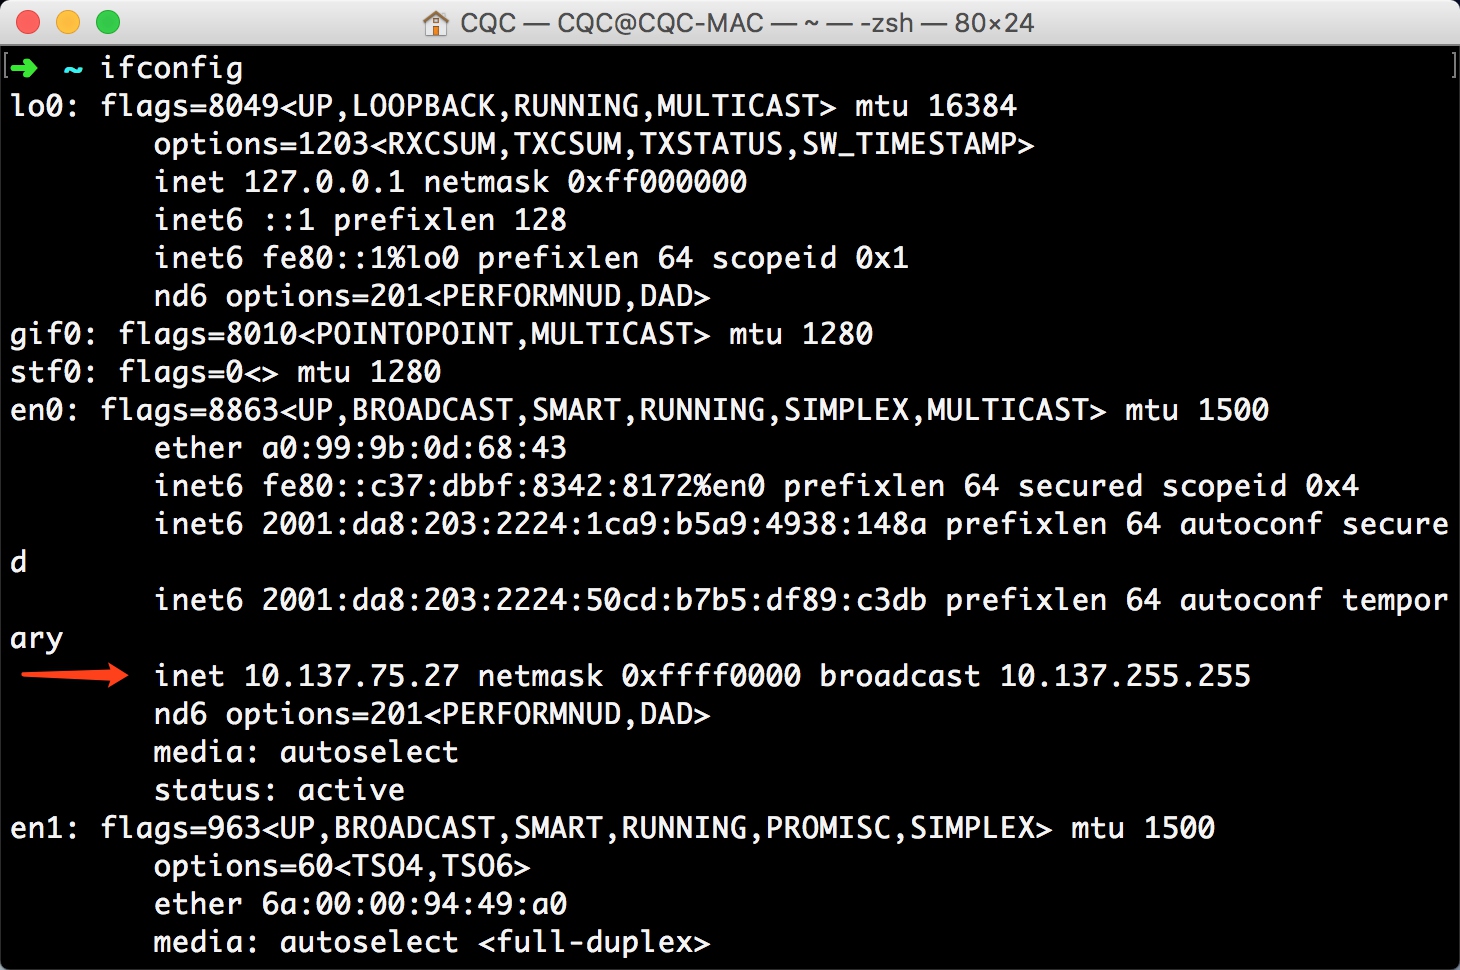 CQC — CQC@CQC-MAC — ~ — -zsh — 80×24
[➜  ~ ifconfig ]
lo0: flags=8049<UP,LOOPBACK,RUNNING,MULTICAST> mtu 16384
options=1203<RXCSUM,TXCSUM,TXSTATUS,SW_TIMESTAMP>
inet 127.0.0.1 netmask 0xff000000
inet6 ::1 prefixlen 128
inet6 fe80::1%lo0 prefixlen 64 scopeid 0x1
nd6 options=201<PERFORMNUD,DAD>
gif0: flags=8010<POINTOPOINT,MULTICAST> mtu 1280
stf0: flags=0<> mtu 1280
en0: flags=8863<UP,BROADCAST,SMART,RUNNING,SIMPLEX,MULTICAST> mtu 1500
ether a0:99:9b:0d:68:43
inet6 fe80::c37:dbbf:8342:8172%en0 prefixlen 64 secured scopeid 0x4
inet6 2001:da8:203:2224:1ca9:b5a9:4938:148a prefixlen 64 autoconf secure
d
inet6 2001:da8:203:2224:50cd:b7b5:df89:c3db prefixlen 64 autoconf tempor
ary
inet 10.137.75.27 netmask 0xffff0000 broadcast 10.137.255.255
nd6 options=201<PERFORMNUD,DAD>
media: autoselect
status: active
en1: flags=963<UP,BROADCAST,SMART,RUNNING,PROMISC,SIMPLEX> mtu 1500
options=60<TSO4,TSO6>
ether 6a:00:00:94:49:a0
media: autoselect <full-duplex>